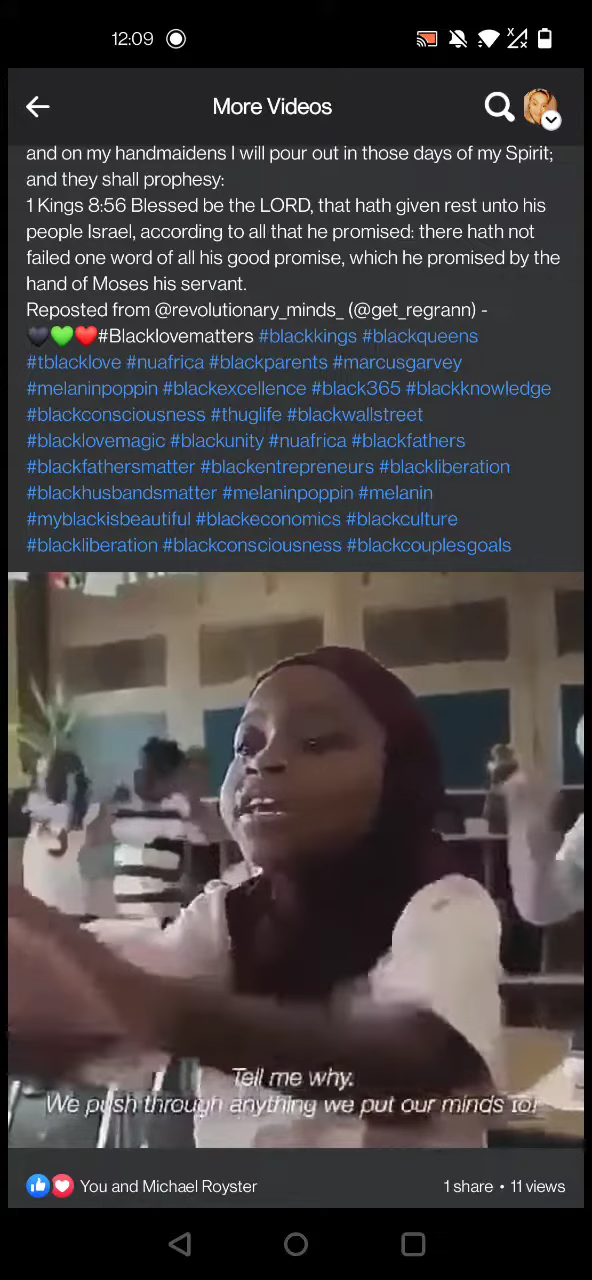 12:09
More Videos
and on my handmaidens I will pour out in those days of my Spirit;
and they shall prophesy:
1 Kings 8:56 Blessed be the LORD, that hath given rest unto his
people Israel, according to all that he promised: there hath not
failed one word of all his good promise, which he promised by the
hand of Moses his servant.
Reposted from @revolutionary_minds_ (@get_regrann) -
🖤💚❤️#Blacklovematters #blackkings #blackqueens
#tblacklove #nuafrica #blackparents #marcusgarvey
#melaninpoppin #blackexcellence #black365 #blackknowledge
#blackconsciousness #thuglife #blackwallstreet
#blacklovemagic #blackunity #nuafrica #blackfathers
#blackfathersmatter #blackentrepreneurs #blackliberation
#blackhusbandsmatter #melaninpoppin #melanin
#myblackisbeautiful #blackeconomics #blackculture
#blackliberation #blackconsciousness #blackcouplesgoals
Tell me why.
We push through anything we put our minds to!
You and Michael Royster
1 share • 11 views